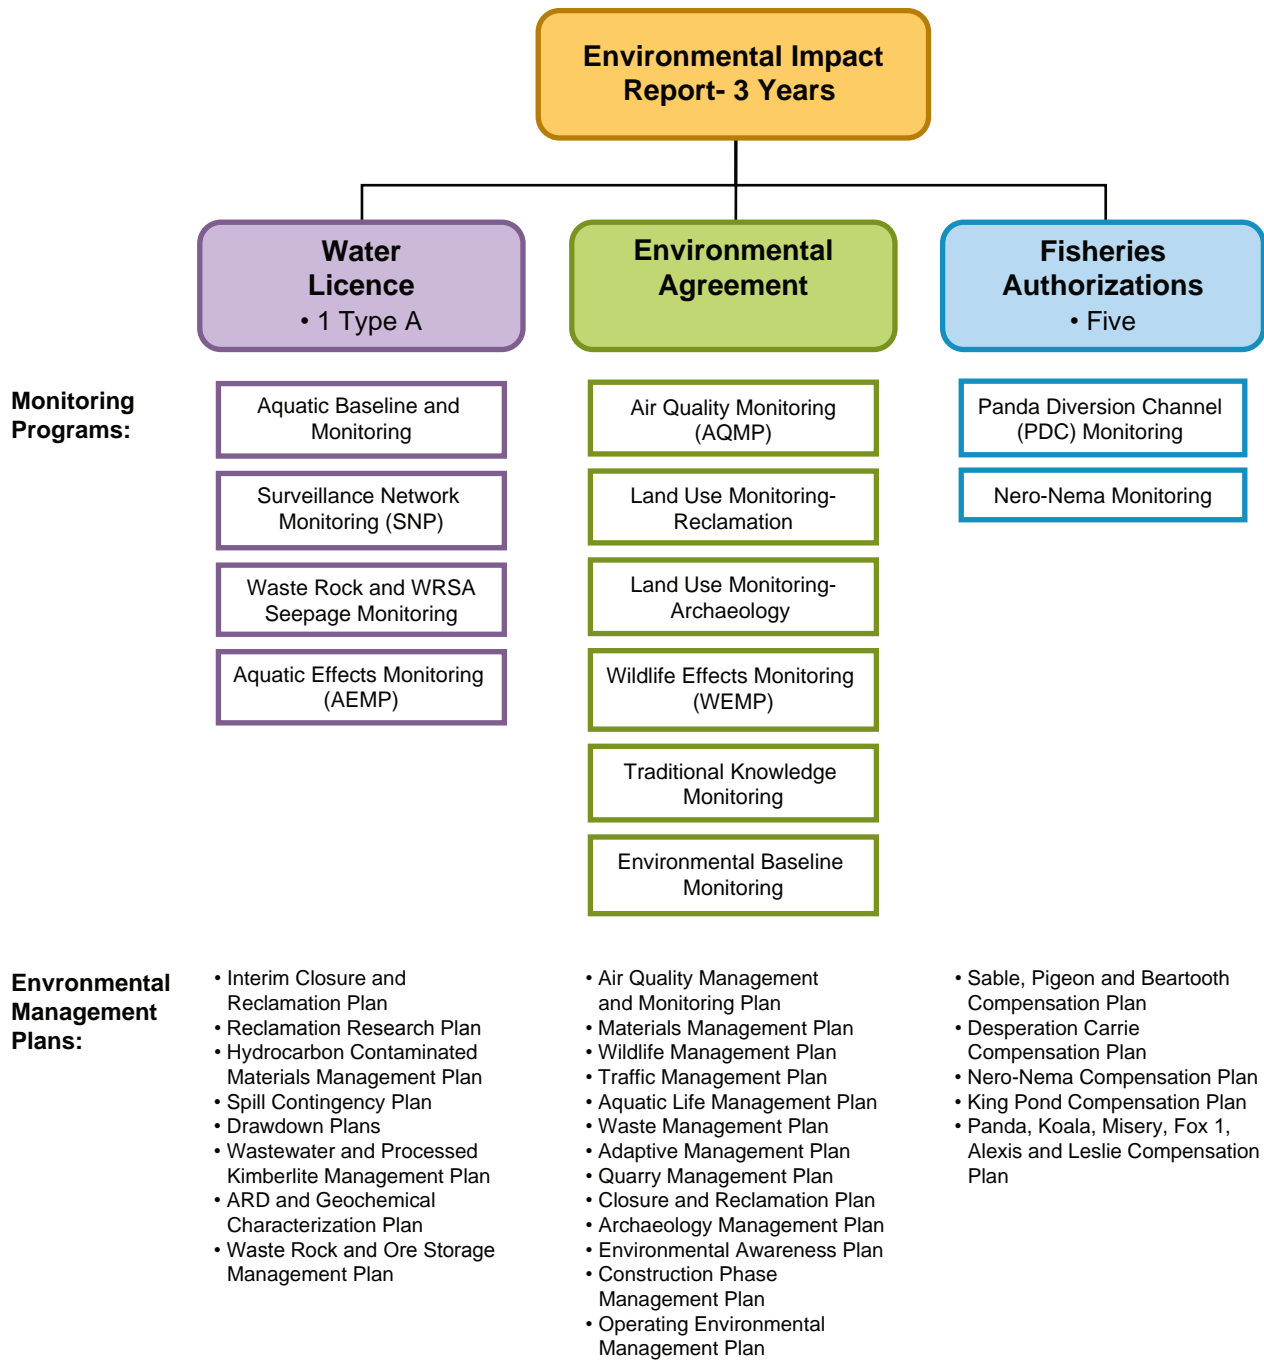 Environmental Impact
Report- 3 Years
Water
Licence
• 1 Type A
Environmental
Agreement
Fisheries
Authorizations
• Five
Monitoring
Programs:
Aquatic Baseline and
Monitoring
Surveillance Network
Monitoring (SNP)
Waste Rock and WRSA
Seepage Monitoring
Aquatic Effects Monitoring
(AEMP)
Air Quality Monitoring
(AQMP)
Land Use Monitoring-
Reclamation
Land Use Monitoring-
Archaeology
Wildlife Effects Monitoring
(WEMP)
Traditional Knowledge
Monitoring
Environmental Baseline
Monitoring
Panda Diversion Channel
(PDC) Monitoring
Nero-Nema Monitoring
Envronmental
Management
Plans:
• Interim Closure and
Reclamation Plan
• Reclamation Research Plan
• Hydrocarbon Contaminated
Materials Management Plan
• Spill Contingency Plan
• Drawdown Plans
• Wastewater and Processed
Kimberlite Management Plan
• ARD and Geochemical
Characterization Plan
• Waste Rock and Ore Storage
Management Plan
• Air Quality Management
and Monitoring Plan
• Materials Management Plan
• Wildlife Management Plan
• Traffic Management Plan
• Aquatic Life Management Plan
• Waste Management Plan
• Adaptive Management Plan
• Quarry Management Plan
• Closure and Reclamation Plan
• Archaeology Management Plan
• Environmental Awareness Plan
• Construction Phase
Management Plan
• Operating Environmental
Management Plan
• Sable, Pigeon and Beartooth
Compensation Plan
• Desperation Carrie
Compensation Plan
• Nero-Nema Compensation Plan
• King Pond Compensation Plan
• Panda, Koala, Misery, Fox 1,
Alexis and Leslie Compensation
Plan